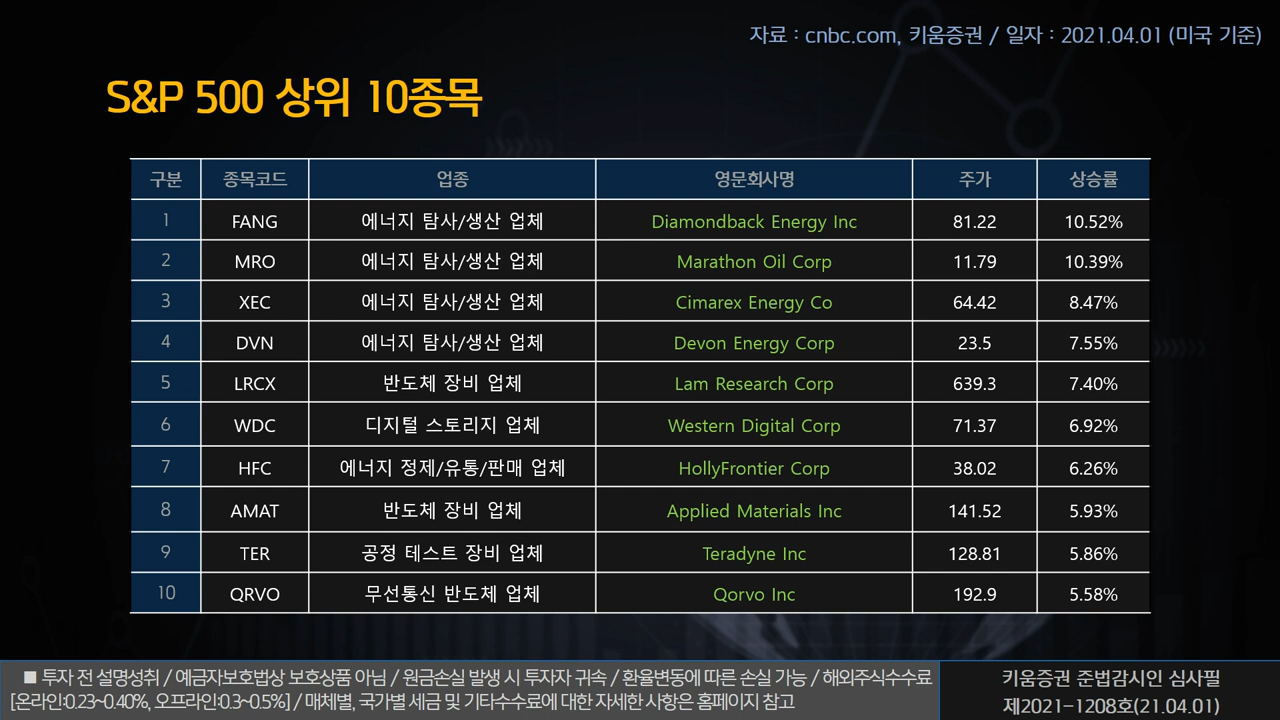 자료 : cnbc.com, 키움증권 / 일자 : 2021.04.01 (미국 기준)
S&P 500 상위 10종목
구분 종목코드 업종 영문회사명 주가 상승률
1 FANG 에너지 탐사/생산 업체 Diamondback Energy Inc 81.22 10.52%
2 MRO 에너지 탐사/생산 업체 Marathon Oil Corp 11.79 10.39%
3 XEC 에너지 탐사/생산 업체 Cimarex Energy Co 64.42 8.47%
4 DVN 에너지 탐사/생산 업체 Devon Energy Corp 23.5 7.55%
5 LRCX 반도체 장비 업체 Lam Research Corp 639.3 7.40%
6 WDC 디지털 스토리지 업체 Western Digital Corp 71.37 6.92%
7 HFC 에너지 정제/유통/판매 업체 HollyFrontier Corp 38.02 6.26%
8 AMAT 반도체 장비 업체 Applied Materials Inc 141.52 5.93%
9 TER 공정 테스트 장비 업체 Teradyne Inc 128.81 5.86%
10 QRVO 무선통신 반도체 업체 Qorvo Inc 192.9 5.58%
■ 투자 전 설명성취 / 예금자보호법상 보호상품 아님 / 원금손실 발생 시 투자자 귀속 / 환율변동에 따른 손실 가능 / 해외주식수수료
[온라인:0.23~0.40%, 오프라인:0.3~0.5%] / 매체별, 국가별 세금 및 기타수수료에 대한 자세한 사항은 홈페이지 참고
키움증권 준법감시인 심사필
제2021-1208호(21.04.01)